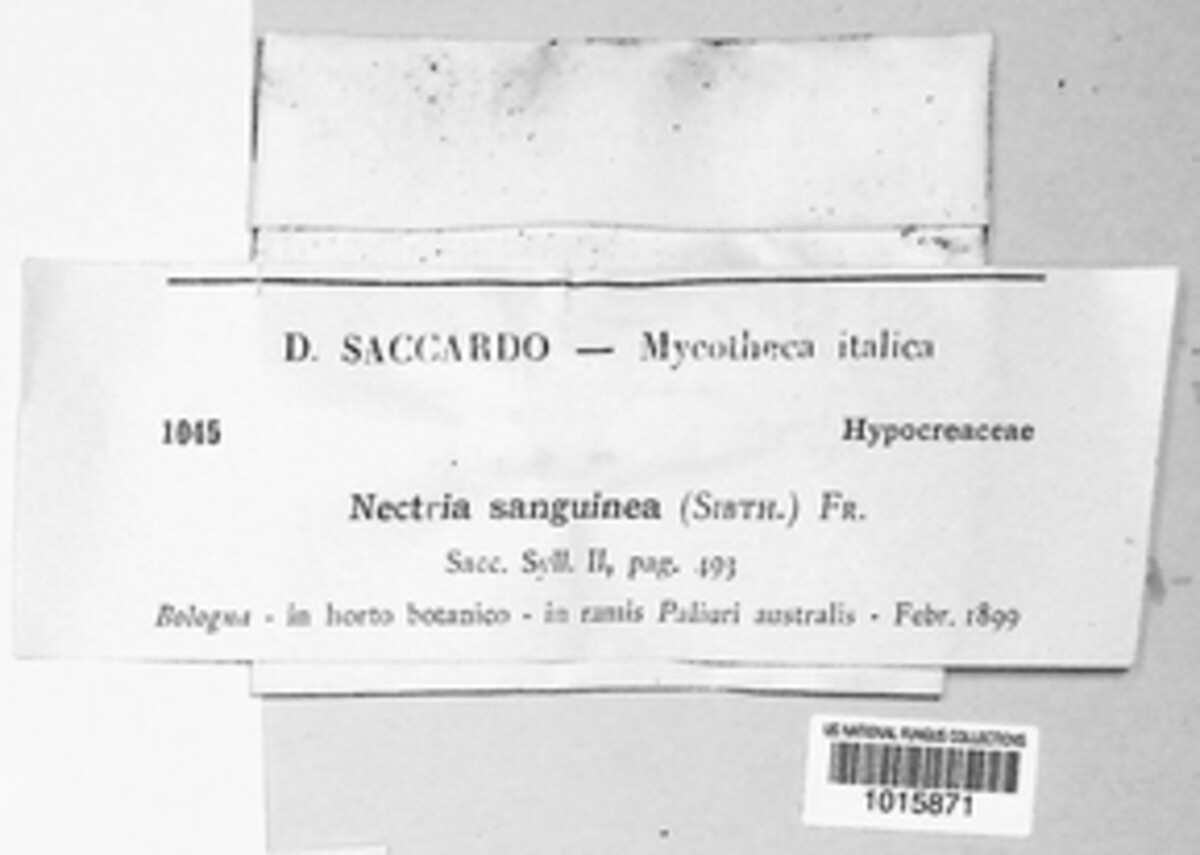 D. SACCARDO — Mycotheca italica
1045 Hypocreaceae
Nectria sanguinea (SIBTH.) FR.
Sacc. Syll. II, pag. 493
Bologna - in horto botanico - in ramis Paliuri australis - Febr. 1899
US NATIONAL FUNGUS COLLECTIONS
1015871